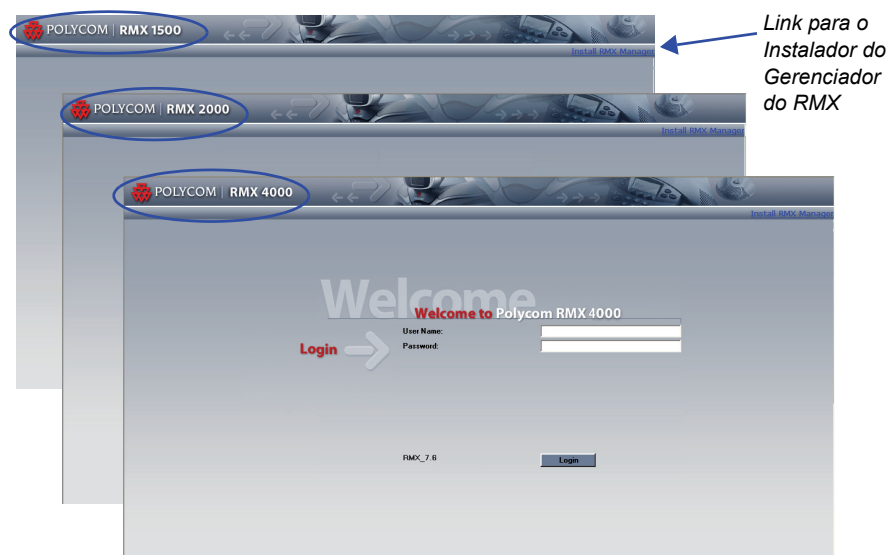 POLYCOM | RMX 1500
Install RMX Manager
Link para o
Instalador do
Gerenciador
do RMX
POLYCOM | RMX 2000
Install RMX Manager
POLYCOM | RMX 4000
Install RMX Manager
Welcome
Welcome to Polycom RMX 4000
User Name:
Login
Password:
RMX_7.6
Login